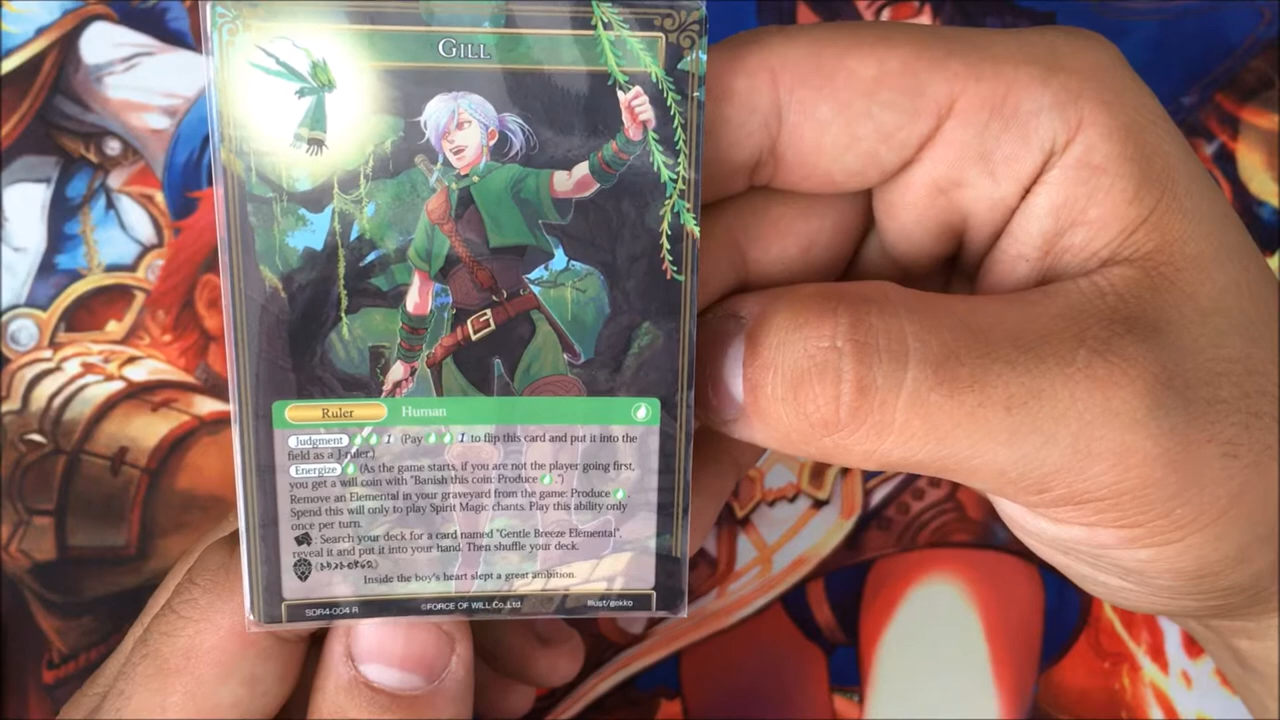 GILL
Ruler Human
Judgment 1 (Pay 1 to flip this card and put it into the
field as a J-ruler.)
Energize (As the game starts, if you are not the player going first,
you get a will coin with "Banish this coin: Produce .")
Remove an Elemental in your graveyard from the game: Produce .
Spend this will only to play Spirit Magic chants. Play this ability only
once per turn.
: Search your deck for a card named "Gentle Breeze Elemental",
reveal it and put it into your hand. Then shuffle your deck.
Inside the boy's heart slept a great ambition.
SDR4-004 R ©FORCE OF WILL Co.,Ltd. Illust/gekko